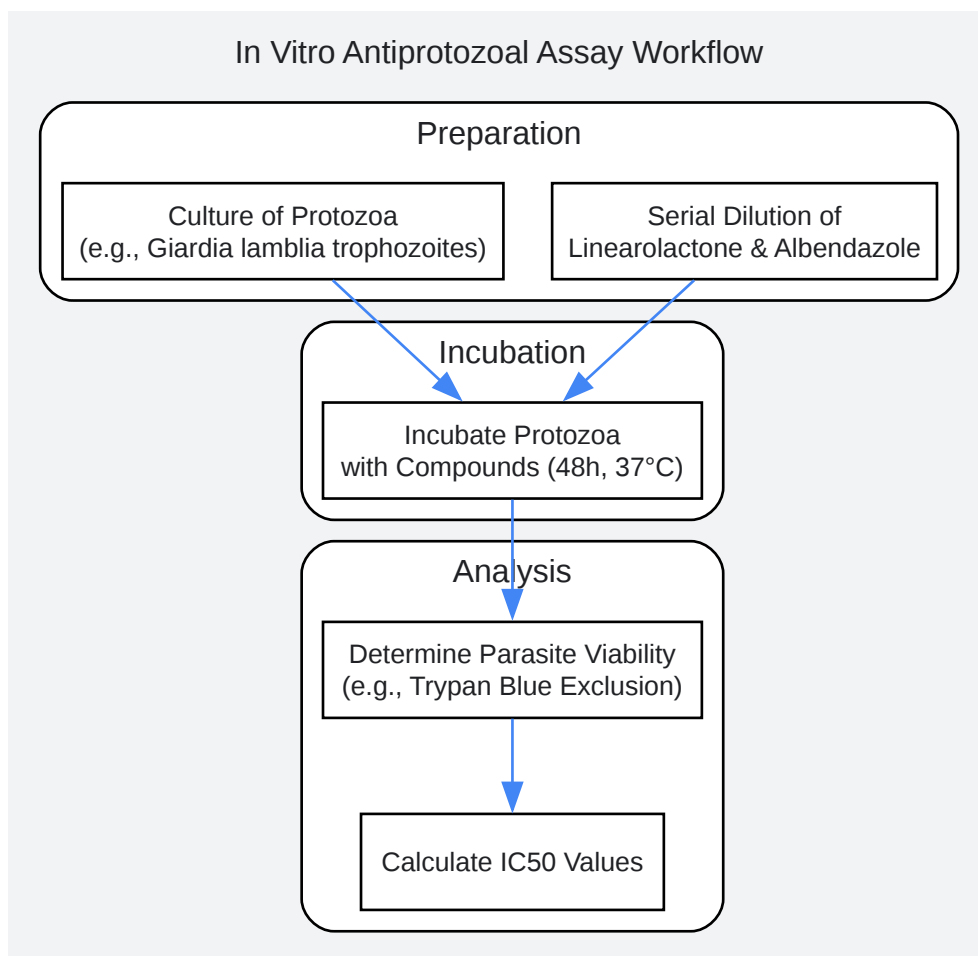 In Vitro Antiprotozoal Assay Workflow
Preparation
Culture of Protozoa
(e.g., Giardia lamblia trophozoites)
Serial Dilution of
Linearolactone & Albendazole
Incubation
Incubate Protozoa
with Compounds (48h, 37°C)
Analysis
Determine Parasite Viability
(e.g., Trypan Blue Exclusion)
Calculate IC50 Values